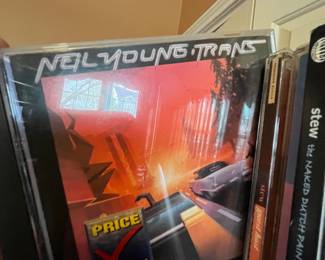 NEIL YOUNG·TRANS
PRICE
stew the NAKED DUTCH PAIN